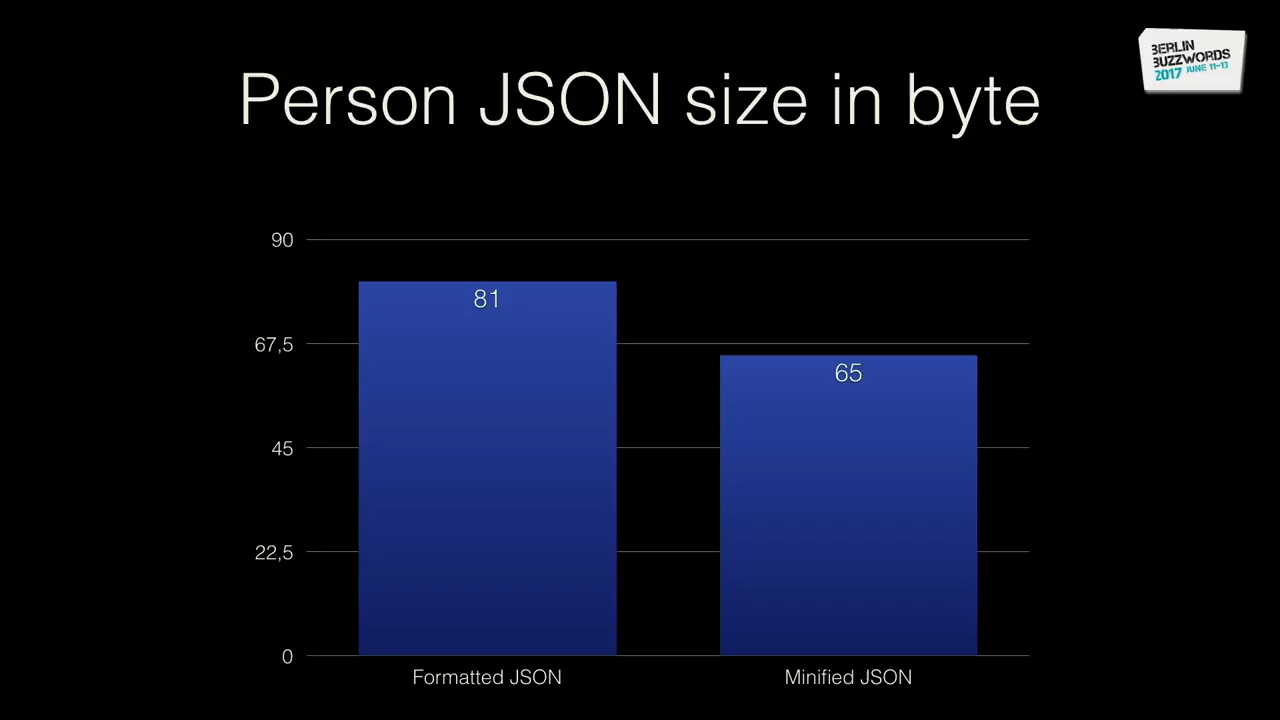 BERLIN
BUZZWORDS
2017 JUNE 11-13
Person JSON size in byte
90
81
67,5
65
45
22,5
0
Formatted JSON
Minified JSON